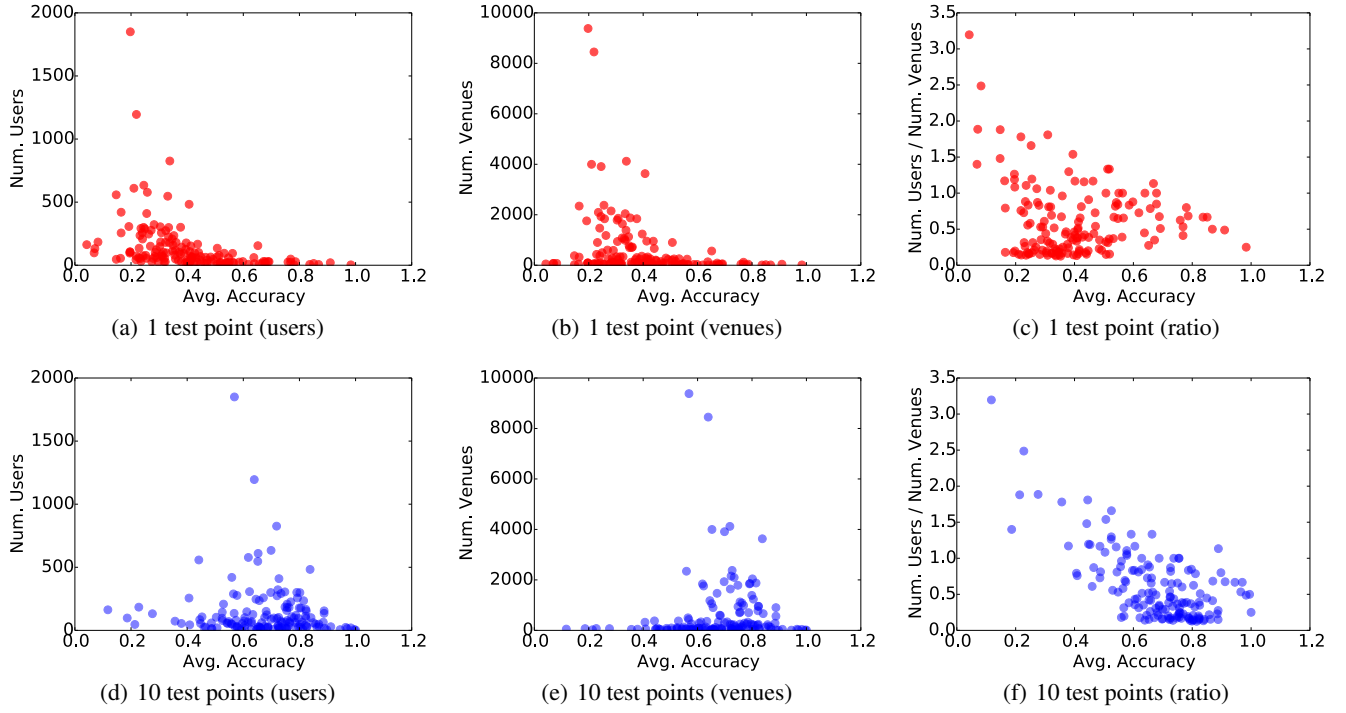 2000
1500
1000
500
0
Num. Users
0.0 0.2 0.4 0.6 0.8 1.0 1.2
Avg. Accuracy
(a) 1 test point (users)
10000
8000
6000
4000
2000
0
Num. Venues
0.0 0.2 0.4 0.6 0.8 1.0 1.2
Avg. Accuracy
(b) 1 test point (venues)
3.5
3.0
2.5
2.0
1.5
1.0
0.5
0.0
Num. Users / Num. Venues
0.0 0.2 0.4 0.6 0.8 1.0 1.2
Avg. Accuracy
(c) 1 test point (ratio)
2000
1500
1000
500
0
Num. Users
0.0 0.2 0.4 0.6 0.8 1.0 1.2
Avg. Accuracy
(d) 10 test points (users)
10000
8000
6000
4000
2000
0
Num. Venues
0.0 0.2 0.4 0.6 0.8 1.0 1.2
Avg. Accuracy
(e) 10 test points (venues)
3.5
3.0
2.5
2.0
1.5
1.0
0.5
0.0
Num. Users / Num. Venues
0.0 0.2 0.4 0.6 0.8 1.0 1.2
Avg. Accuracy
(f) 10 test points (ratio)